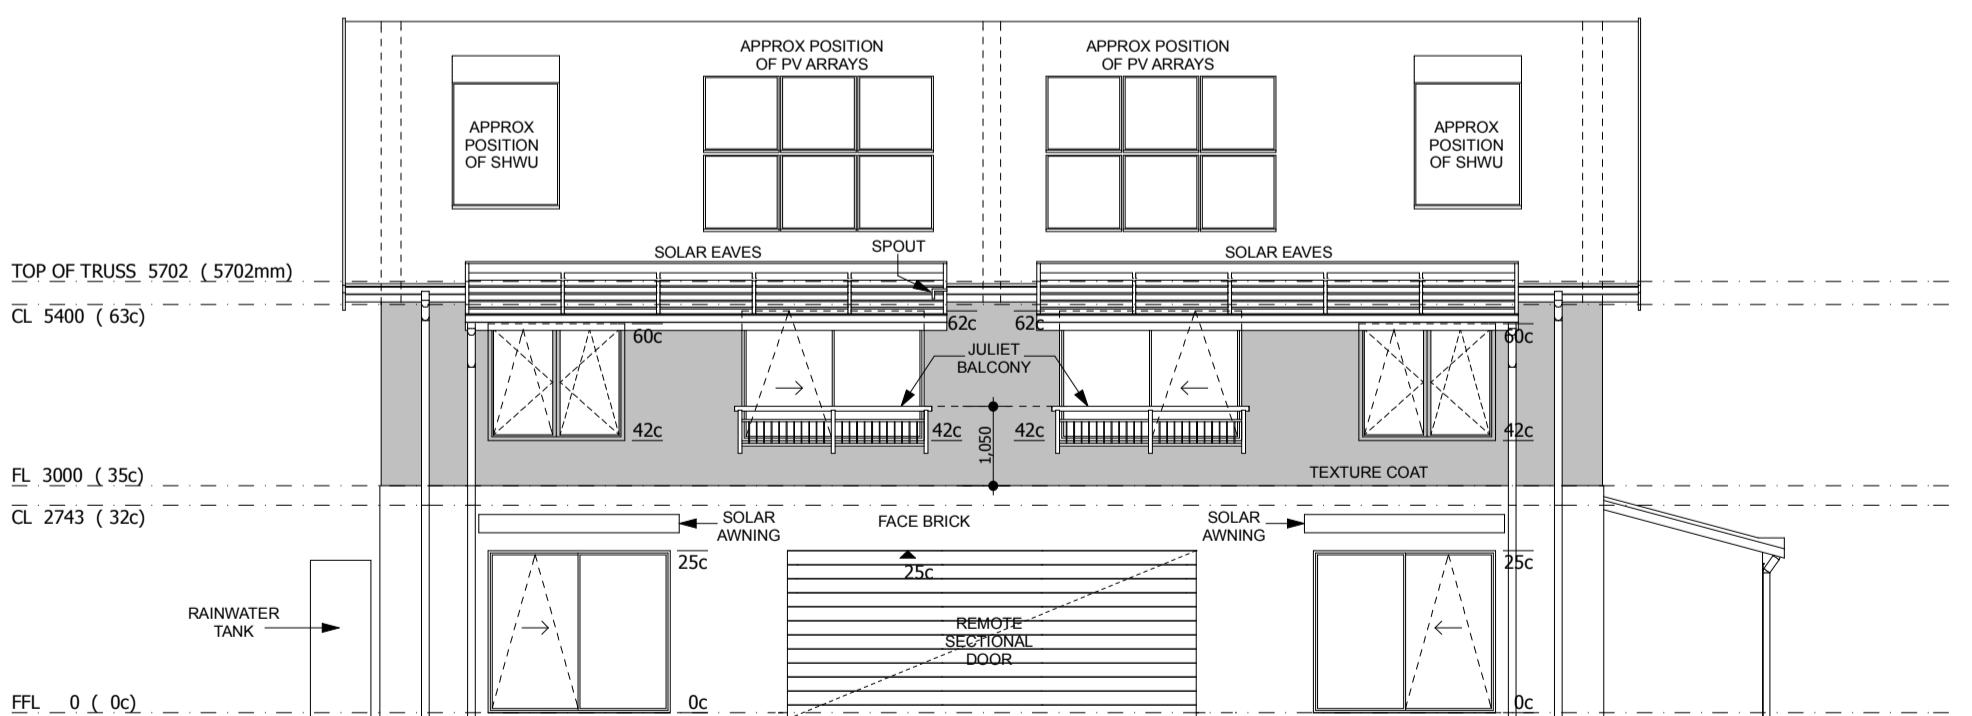 APPROX POSITION
OF PV ARRAYS
APPROX POSITION
OF PV ARRAYS
APPROX
POSITION
OF SHWU
APPROX
POSITION
OF SHWU
SOLAR EAVES
SPOUT
SOLAR EAVES
TOP OF TRUSS 5702 ( 5702mm)
CL 5400 ( 63c)
62c
62c
60c
60c
JULIET
BALCONY
42c
42c
42c
42c
1,050
FL 3000 ( 35c)
TEXTURE COAT
CL 2743 ( 32c)
SOLAR
AWNING
FACE BRICK
SOLAR
AWNING
25c
25c
25c
RAINWATER
TANK
REMOTE
SECTIONAL
DOOR
FFL 0 ( 0c)
0c
0c